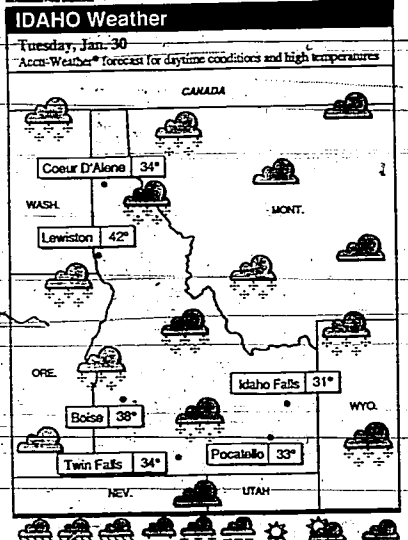 IDAHO Weather
Tuesday, Jan. 30
Accu-Weather® forecast for daytime conditions and high temperatures
CANADA
Coeur D'Alene 34°
WASH.
MONT.
Lewiston 42°
ORE.
Idaho Falls 31°
WYO.
Boise 38°
Twin Falls 34°
Pocatello 33°
NEV.
UTAH